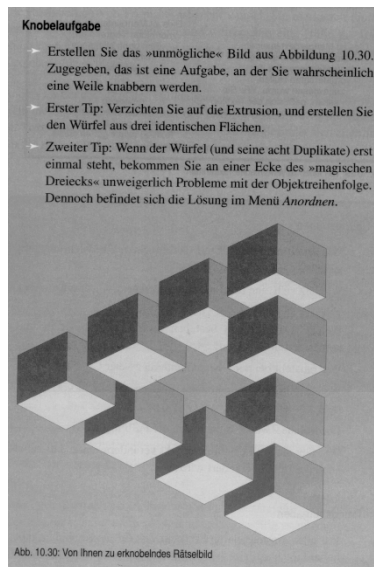 Knobelaufgabe
Erstellen Sie das »unmögliche« Bild aus Abbildung 10.30.
Zugegeben, das ist eine Aufgabe, an der Sie wahrscheinlich
eine Weile knabbern werden.
Erster Tip: Verzichten Sie auf die Extrusion, und erstellen Sie
den Würfel aus drei identischen Flächen.
Zweiter Tip: Wenn der Würfel (und seine acht Duplikate) erst
einmal steht, bekommen Sie an einer Ecke des »magischen
Dreiecks« unweigerlich Probleme mit der Objektreihenfolge.
Dennoch befindet sich die Lösung im Menü Anordnen.
Abb. 10.30: Von Ihnen zu erknobelndes Rätselbild